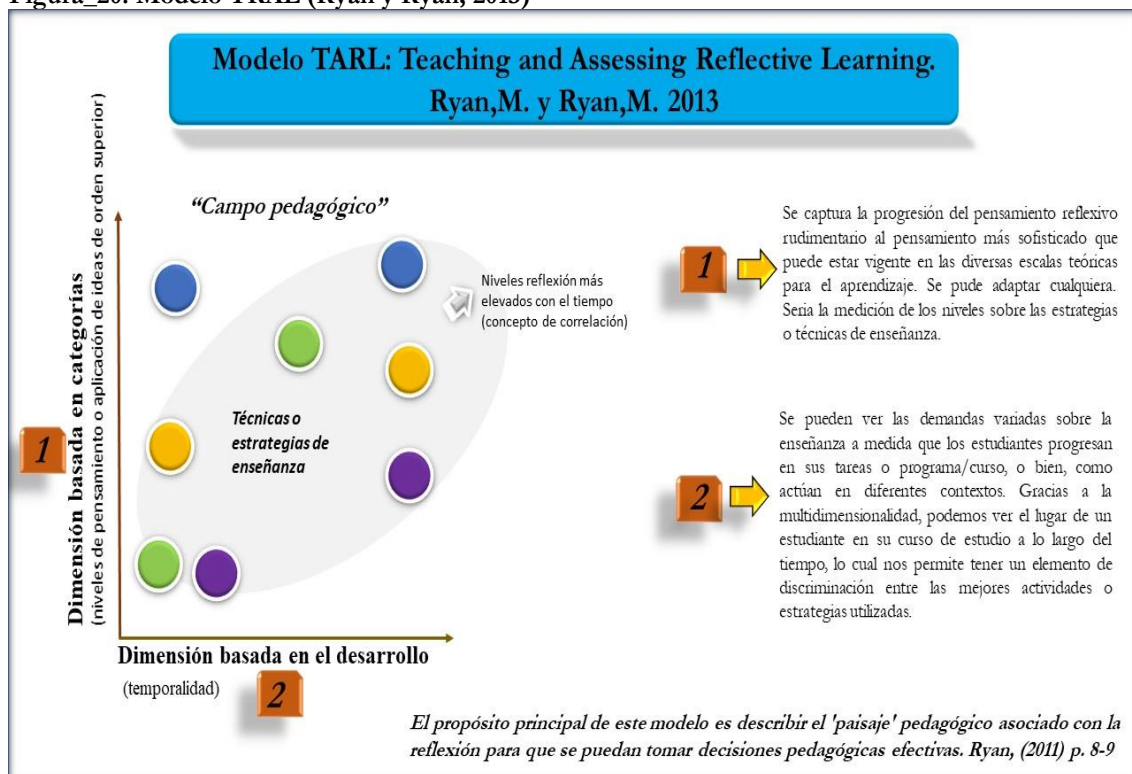 Figura_20. Modelo TRAL (Ryan y Ryan, 2013)
Modelo TARL: Teaching and Assessing Reflective Learning.
Ryan,M. y Ryan,M. 2013
Dimensión basada en categorías
(niveles de pensamiento o aplicación de ideas de orden superior)
1
“Campo pedagógico”
Niveles reflexión más
elevados con el tiempo
(concepto de correlación)
Técnicas o
estrategias de
enseñanza
Dimensión basada en el desarrollo
(temporalidad)
2
1
Se captura la progresión del pensamiento reflexivo
rudimentario al pensamiento más sofisticado que
puede estar vigente en las diversas escalas teóricas
para el aprendizaje. Se pude adaptar cualquiera.
Seria la medición de los niveles sobre las estrategias
o técnicas de enseñanza.
2
Se pueden ver las demandas variadas sobre la
enseñanza a medida que los estudiantes progresan
en sus tareas o programa/curso, o bien, como
actúan en diferentes contextos. Gracias a la
multidimensionalidad, podemos ver el lugar de un
estudiante en su curso de estudio a lo largo del
tiempo, lo cual nos permite tener un elemento de
discriminación entre las mejores actividades o
estrategias utilizadas.
El propósito principal de este modelo es describir el 'paisaje' pedagógico asociado con la
reflexión para que se puedan tomar decisiones pedagógicas efectivas. Ryan, (2011) p. 8-9